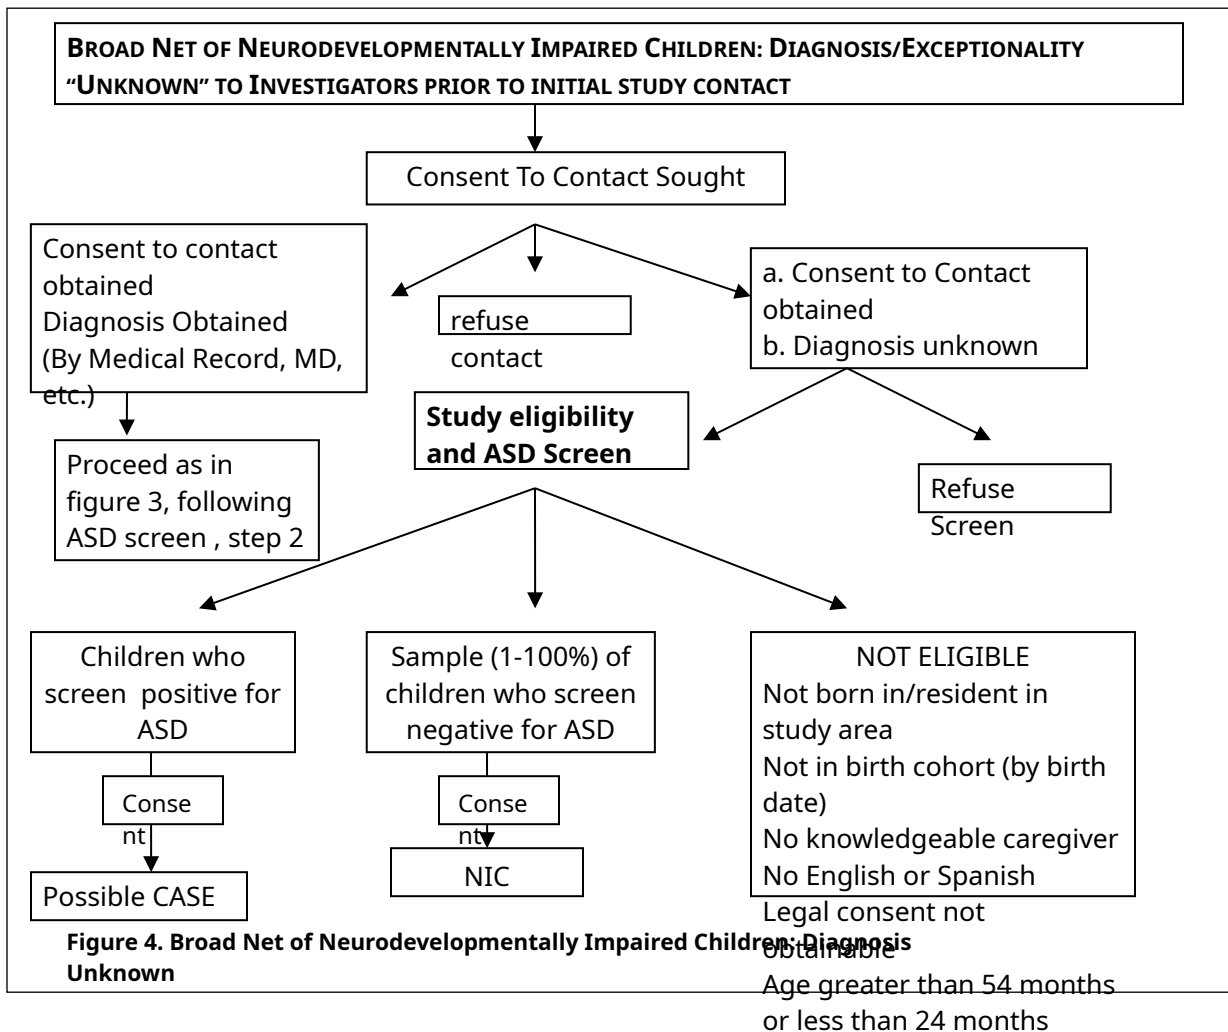 BROAD NET OF NEURODEVELOPMENTALLY IMPAIRED CHILDREN: DIAGNOSIS/EXCEPTIONALITY
“UNKNOWN” TO INVESTIGATORS PRIOR TO INITIAL STUDY CONTACT
Consent To Contact Sought
Consent to contact
obtained
Diagnosis Obtained
(By Medical Record, MD,
etc.)
refuse
contact
a. Consent to Contact
obtained
b. Diagnosis unknown
Study eligibility
and ASD Screen
Refuse
Screen
Proceed as in
figure 3, following
ASD screen , step 2
Children who
screen  positive for
ASD
Sample (1-100%) of
children who screen
negative for ASD
NOT ELIGIBLE
Not born in/resident in
study area
Not in birth cohort (by birth
date)
No knowledgeable caregiver
No English or Spanish
Legal consent not
obtainable
Age greater than 54 months
or less than 24 months
Conse
nt
Conse
nt
Possible CASE
NIC
Figure 4. Broad Net of Neurodevelopmentally Impaired Children: Diagnosis
Unknown